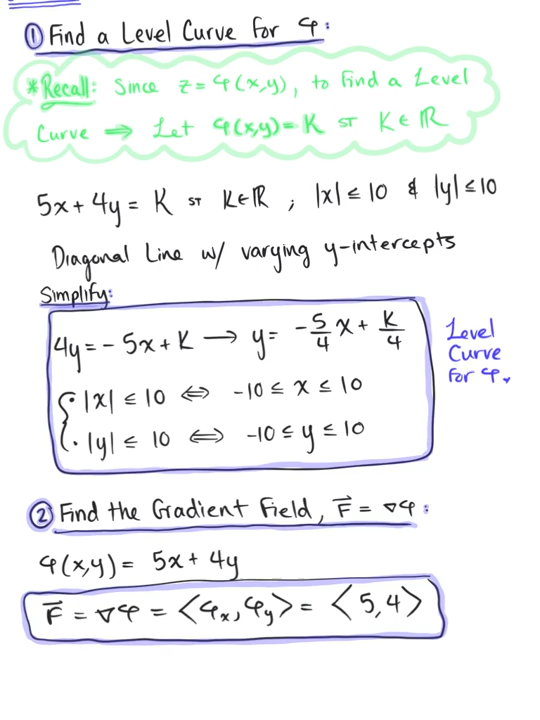 ① Find a Level Curve for φ:
*Recall: Since z = φ(x,y), to find a Level
Curve ⇒ Let φ(x,y) = K ST K ∈ ℝ
5x + 4y = K ST K ∈ ℝ ; |x| ≤ 10 & |y| ≤ 10
Diagonal Line w/ varying y-intercepts
Simplify:
4y = -5x + K → y = -5/4 x + K/4
Level
Curve
for φ.
{ • |x| ≤ 10 ⇔ -10 ≤ x ≤ 10
• |y| ≤ 10 ⇔ -10 ≤ y ≤ 10
② Find the Gradient Field, F⃗ = ∇φ:
φ(x,y) = 5x + 4y
F⃗ = ∇φ = ⟨φₓ, φᵧ⟩ = ⟨5, 4⟩